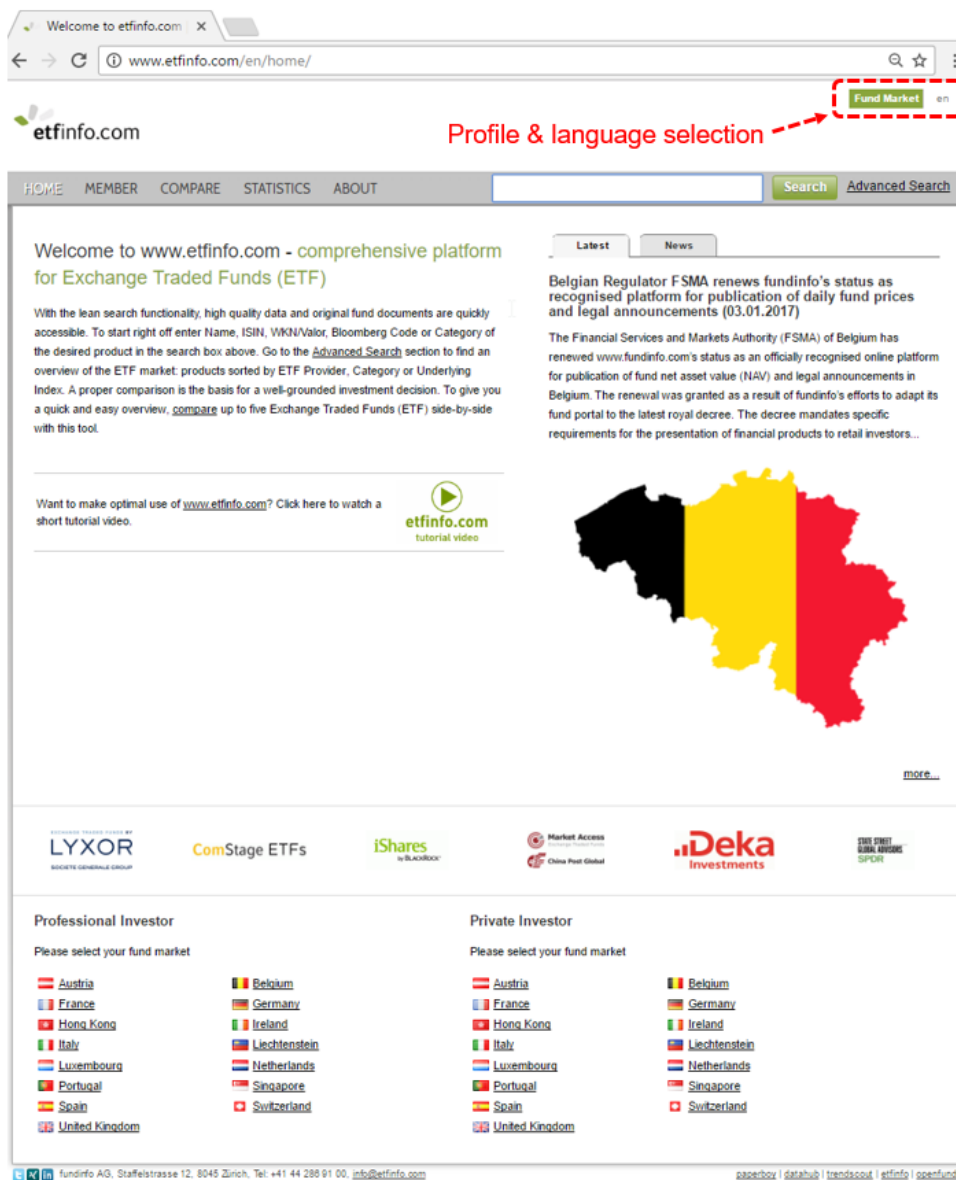 Welcome to etfinfo.com
www.etfinfo.com/en/home/
Fund Market en
etfinfo.com
Profile & language selection
HOME MEMBER COMPARE STATISTICS ABOUT Search Advanced Search
Welcome to www.etfinfo.com - comprehensive platform
for Exchange Traded Funds (ETF)
With the lean search functionality, high quality data and original fund documents are quickly
accessible. To start right off enter Name, ISIN, WKN/Valor, Bloomberg Code or Category of
the desired product in the search box above. Go to the Advanced Search section to find an
overview of the ETF market: products sorted by ETF Provider, Category or Underlying
Index. A proper comparison is the basis for a well-grounded investment decision. To give you
a quick and easy overview, compare up to five Exchange Traded Funds (ETF) side-by-side
with this tool.
Want to make optimal use of www.etfinfo.com? Click here to watch a
short tutorial video.
etfinfo.com
tutorial video
Latest News
Belgian Regulator FSMA renews fundinfo's status as
recognised platform for publication of daily fund prices
and legal announcements (03.01.2017)
The Financial Services and Markets Authority (FSMA) of Belgium has
renewed www.fundinfo.com's status as an officially recognised online platform
for publication of fund net asset value (NAV) and legal announcements in
Belgium. The renewal was granted as a result of fundinfo's efforts to adapt its
fund portal to the latest royal decree. The decree mandates specific
requirements for the presentation of financial products to retail investors...
more...
EXCHANGE TRADED FUNDS BY
LYXOR
SOCIETE GENERALE GROUP
ComStage ETFs
iShares
by BLACKROCK
Market Access
Exchange Traded Funds
China Post Global
Deka
Investments
STATE STREET
GLOBAL ADVISORS
SPDR
Professional Investor
Please select your fund market
Austria Belgium
France Germany
Hong Kong Ireland
Italy Liechtenstein
Luxembourg Netherlands
Portugal Singapore
Spain Switzerland
United Kingdom
Private Investor
Please select your fund market
Austria Belgium
France Germany
Hong Kong Ireland
Italy Liechtenstein
Luxembourg Netherlands
Portugal Singapore
Spain Switzerland
United Kingdom
fundinfo AG, Staffelstrasse 12, 8045 Zürich, Tel: +41 44 286 91 00, info@etfinfo.com
paperboy | datahub | trendscout | etfinfo | openfund